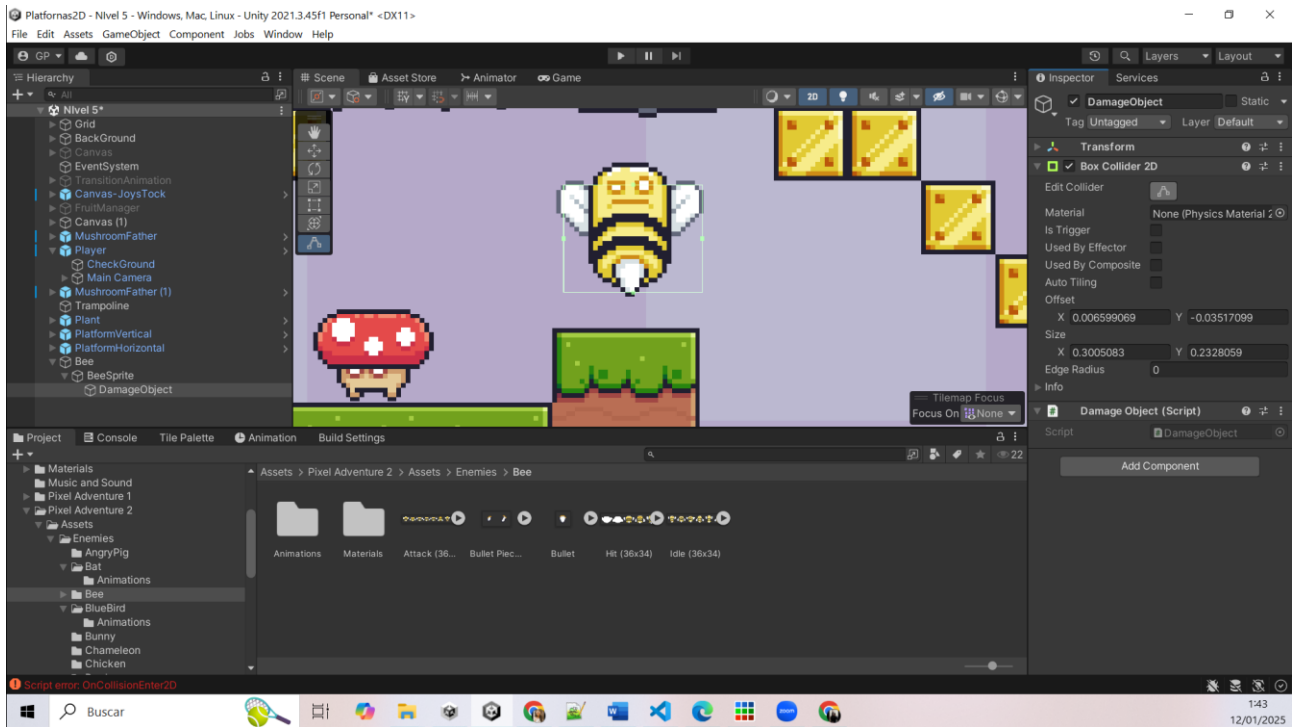 Platfornas2D - NIvel 5 - Windows, Mac, Linux - Unity 2021.3.45f1 Personal* <DX11>
File Edit Assets GameObject Component Jobs Window Help
GP Layers Layout
Hierarchy
All
NIvel 5*
Grid
BackGround
Canvas
EventSystem
TransitionAnimation
Canvas-JoysTock
FruitManager
Canvas (1)
MushroomFather
Player
CheckGround
Main Camera
MushroomFather (1)
Trampoline
Plant
PlatformVertical
PlatformHorizontal
Bee
BeeSprite
DamageObject
Scene Asset Store Animator Game
2D
Tilemap Focus
Focus On None
Inspector Services
DamageObject Static
Tag Untagged Layer Default
Transform
Box Collider 2D
Edit Collider
Material None (Physics Material 2
Is Trigger
Used By Effector
Used By Composite
Auto Tiling
Offset
X 0.006599069 Y -0.03517099
Size
X 0.3005083 Y 0.2328059
Edge Radius 0
Info
Damage Object (Script)
Script DamageObject
Add Component
Project Console Tile Palette Animation Build Settings
22
Materials
Music and Sound
Pixel Adventure 1
Pixel Adventure 2
Assets
Enemies
AngryPig
Bat
Animations
Bee
BlueBird
Animations
Bunny
Chameleon
Chicken
Assets > Pixel Adventure 2 > Assets > Enemies > Bee
Animations Materials Attack (36... Bullet Piec... Bullet Hit (36x34) Idle (36x34)
Script error: OnCollisionEnter2D
Buscar
zoom
1:43
12/01/2025